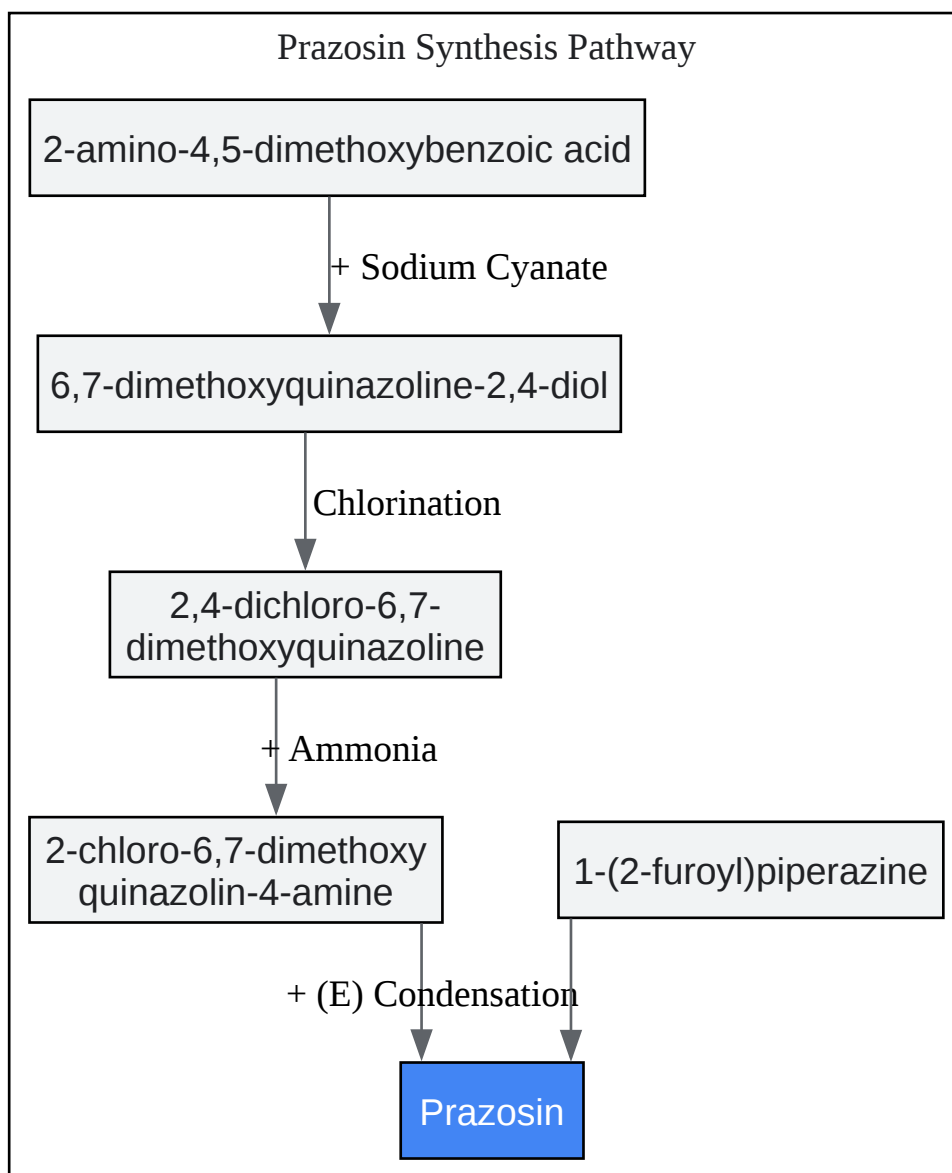 Prazosin Synthesis Pathway
2-amino-4,5-dimethoxybenzoic acid
+ Sodium Cyanate
6,7-dimethoxyquinazoline-2,4-diol
Chlorination
2,4-dichloro-6,7-
dimethoxyquinazoline
+ Ammonia
2-chloro-6,7-dimethoxy
quinazolin-4-amine
1-(2-furoyl)piperazine
+ (E) Condensation
Prazosin